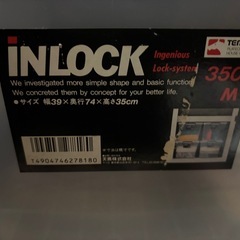 INLOCK
Ingenious
Lock-system
We investigated more simple shape and basic function.
We concreted them by concept for your better life.
●サイズ 幅39×奥行74×高さ35cm
T4904746278180
350
M